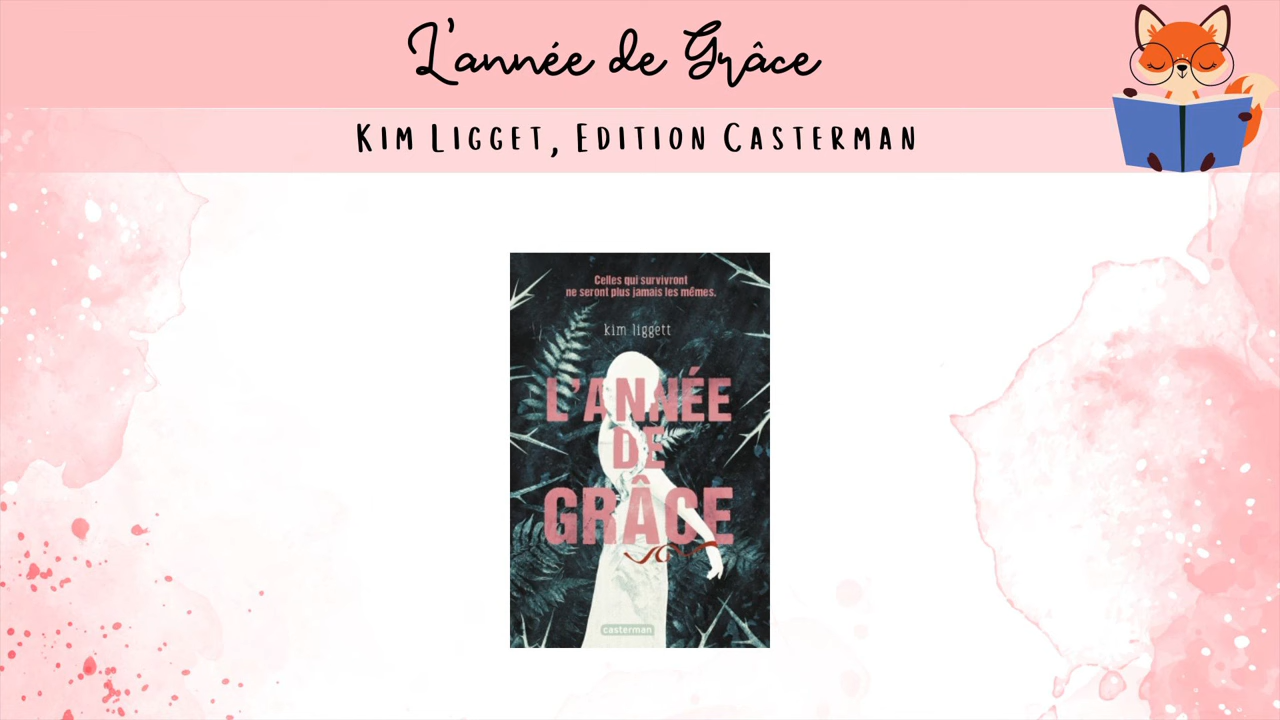 L'année de Grâce
Kim Ligget, Edition Casterman
Celles qui survivront
ne seront plus jamais les mêmes.
kim liggett
L'ANNÉE
DE
GRÂCE
casterman